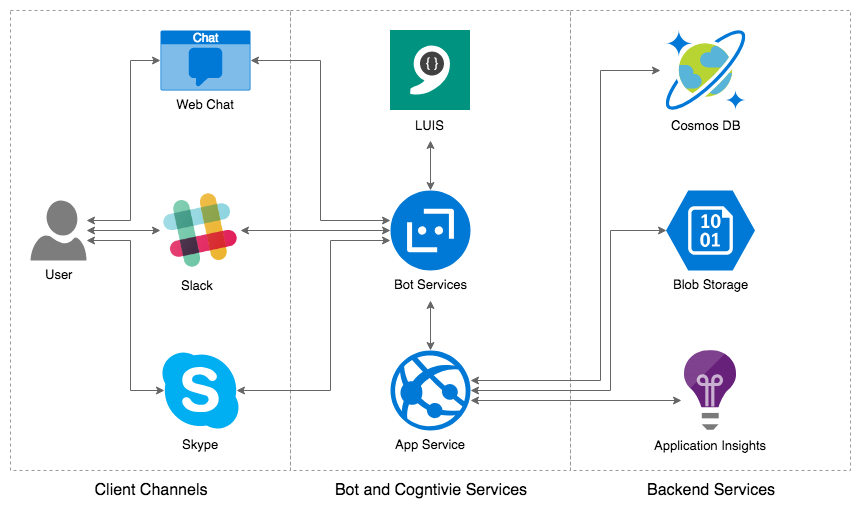 Chat
Web Chat
LUIS
{}
Cosmos DB
User
Slack
Bot Services
10
01
Blob Storage
S
Skype
App Service
Application Insights
Client Channels
Bot and Cogntivie Services
Backend Services